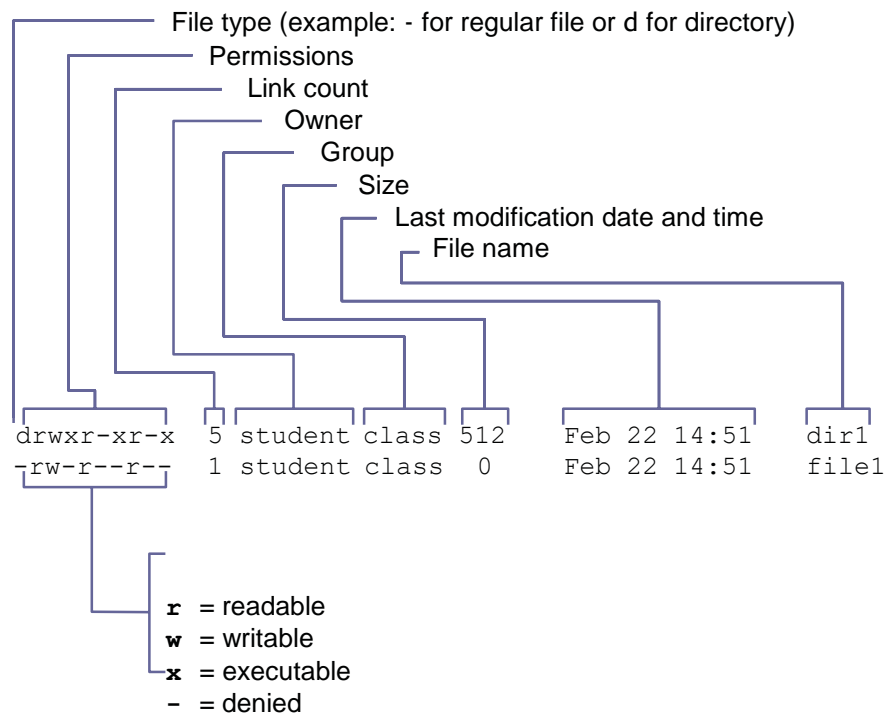 File type (example: - for regular file or d for directory)
Permissions
Link count
Owner
Group
Size
Last modification date and time
File name
drwxr-xr-x 5 student class 512 Feb 22 14:51 dir1
-rw-r--r-- 1 student class 0 Feb 22 14:51 file1
r = readable
w = writable
x = executable
- = denied